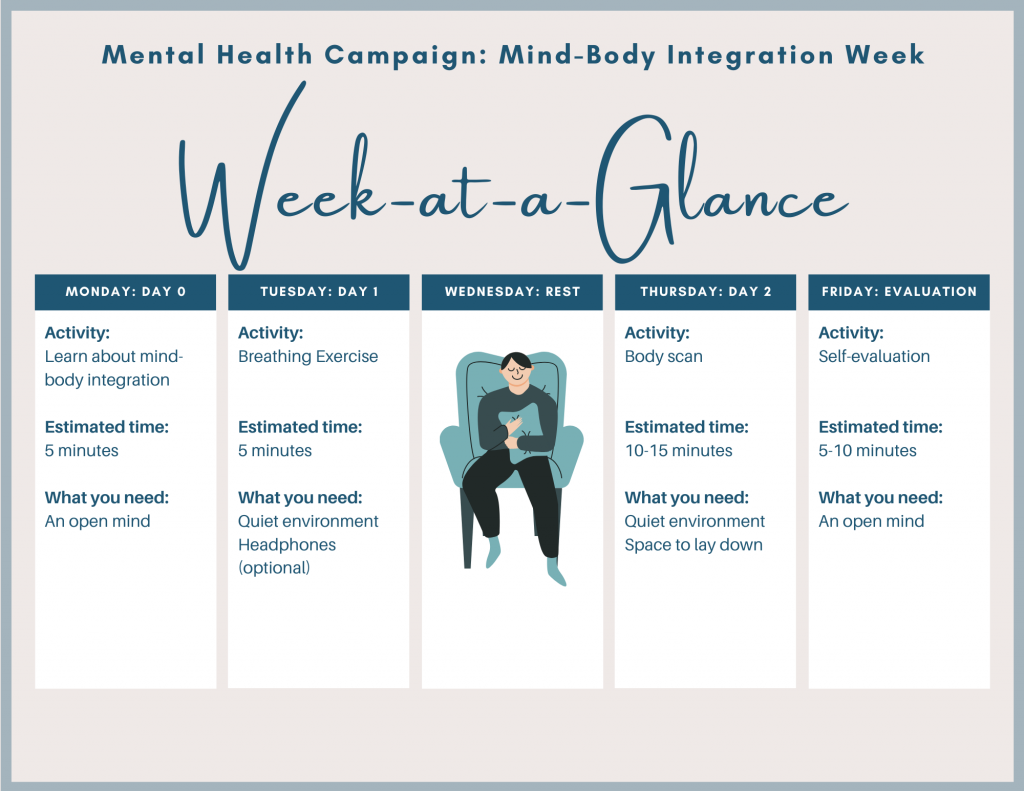 Mental Health Campaign: Mind-Body Integration Week
Week-at-a-Glance
MONDAY: DAY 0
Activity:
Learn about mind-
body integration
Estimated time:
5 minutes
What you need:
An open mind
TUESDAY: DAY 1
Activity:
Breathing Exercise
Estimated time:
5 minutes
What you need:
Quiet environment
Headphones
(optional)
WEDNESDAY: REST
THURSDAY: DAY 2
Activity:
Body scan
Estimated time:
10-15 minutes
What you need:
Quiet environment
Space to lay down
FRIDAY: EVALUATION
Activity:
Self-evaluation
Estimated time:
5-10 minutes
What you need:
An open mind